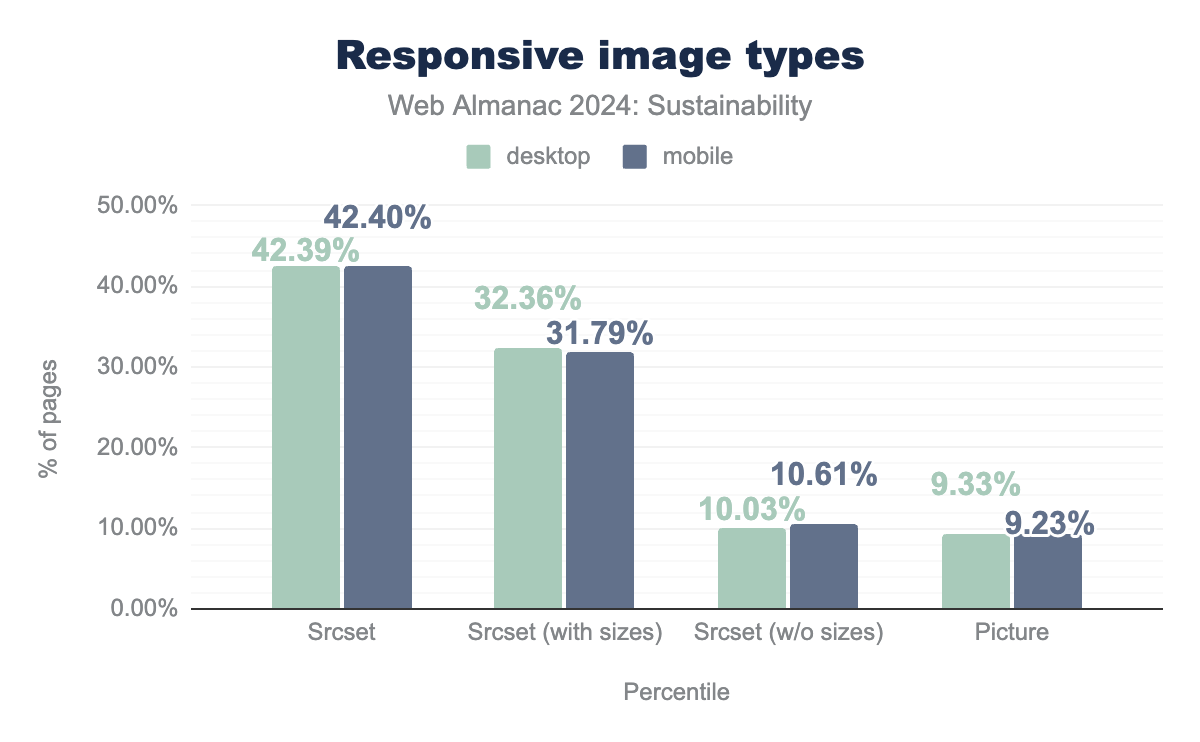 Responsive image types
Web Almanac 2024: Sustainability
desktop mobile
50.00%
40.00%
30.00%
20.00%
10.00%
0.00%
% of pages
42.39%
42.40%
32.36%
31.79%
10.03%
10.61%
9.33%
9.23%
Srcset Srcset (with sizes) Srcset (w/o sizes) Picture
Percentile